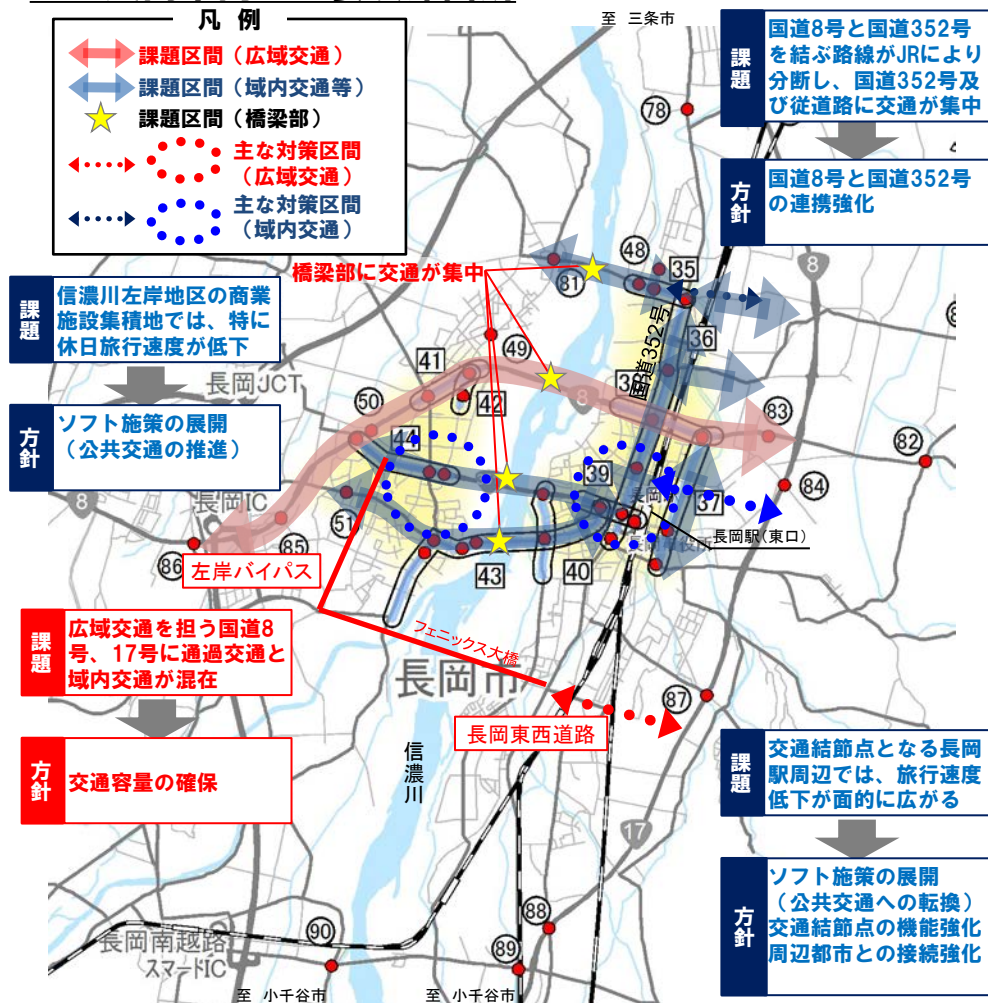 凡 例
課題区間（広域交通）
課題区間（域内交通等）
課題区間（橋梁部）
主な対策区間
（広域交通）
主な対策区間
（域内交通）
至 三条市
課題
国道8号と国道352号
を結ぶ路線がJRにより
分断し、国道352号及
び従道路に交通が集中
方針
国道8号と国道352号
の連携強化
78
8
橋梁部に交通が集中
81
48
35
国道352号
36
課題
信濃川左岸地区の商業
施設集積地では、特に
休日旅行速度が低下
方針
ソフト施策の展開
（公共交通の推進）
長岡JCT
41
49
42
50
44
8
83
82
84
39
37
長岡駅(東口)
8
長岡IC
51
85
86
43
40
左岸バイパス
課題
広域交通を担う国道8
号、17号に通過交通と
域内交通が混在
方針
交通容量の確保
フェニックス大橋
長岡市
87
長岡東西道路
信濃川
17
課題
交通結節点となる長岡
駅周辺では、旅行速度
低下が面的に広がる
方針
ソフト施策の展開
（公共交通への転換）
交通結節点の機能強化
周辺都市との接続強化
88
89
90
長岡南越路
スマートIC
至 小千谷市
至 小千谷市